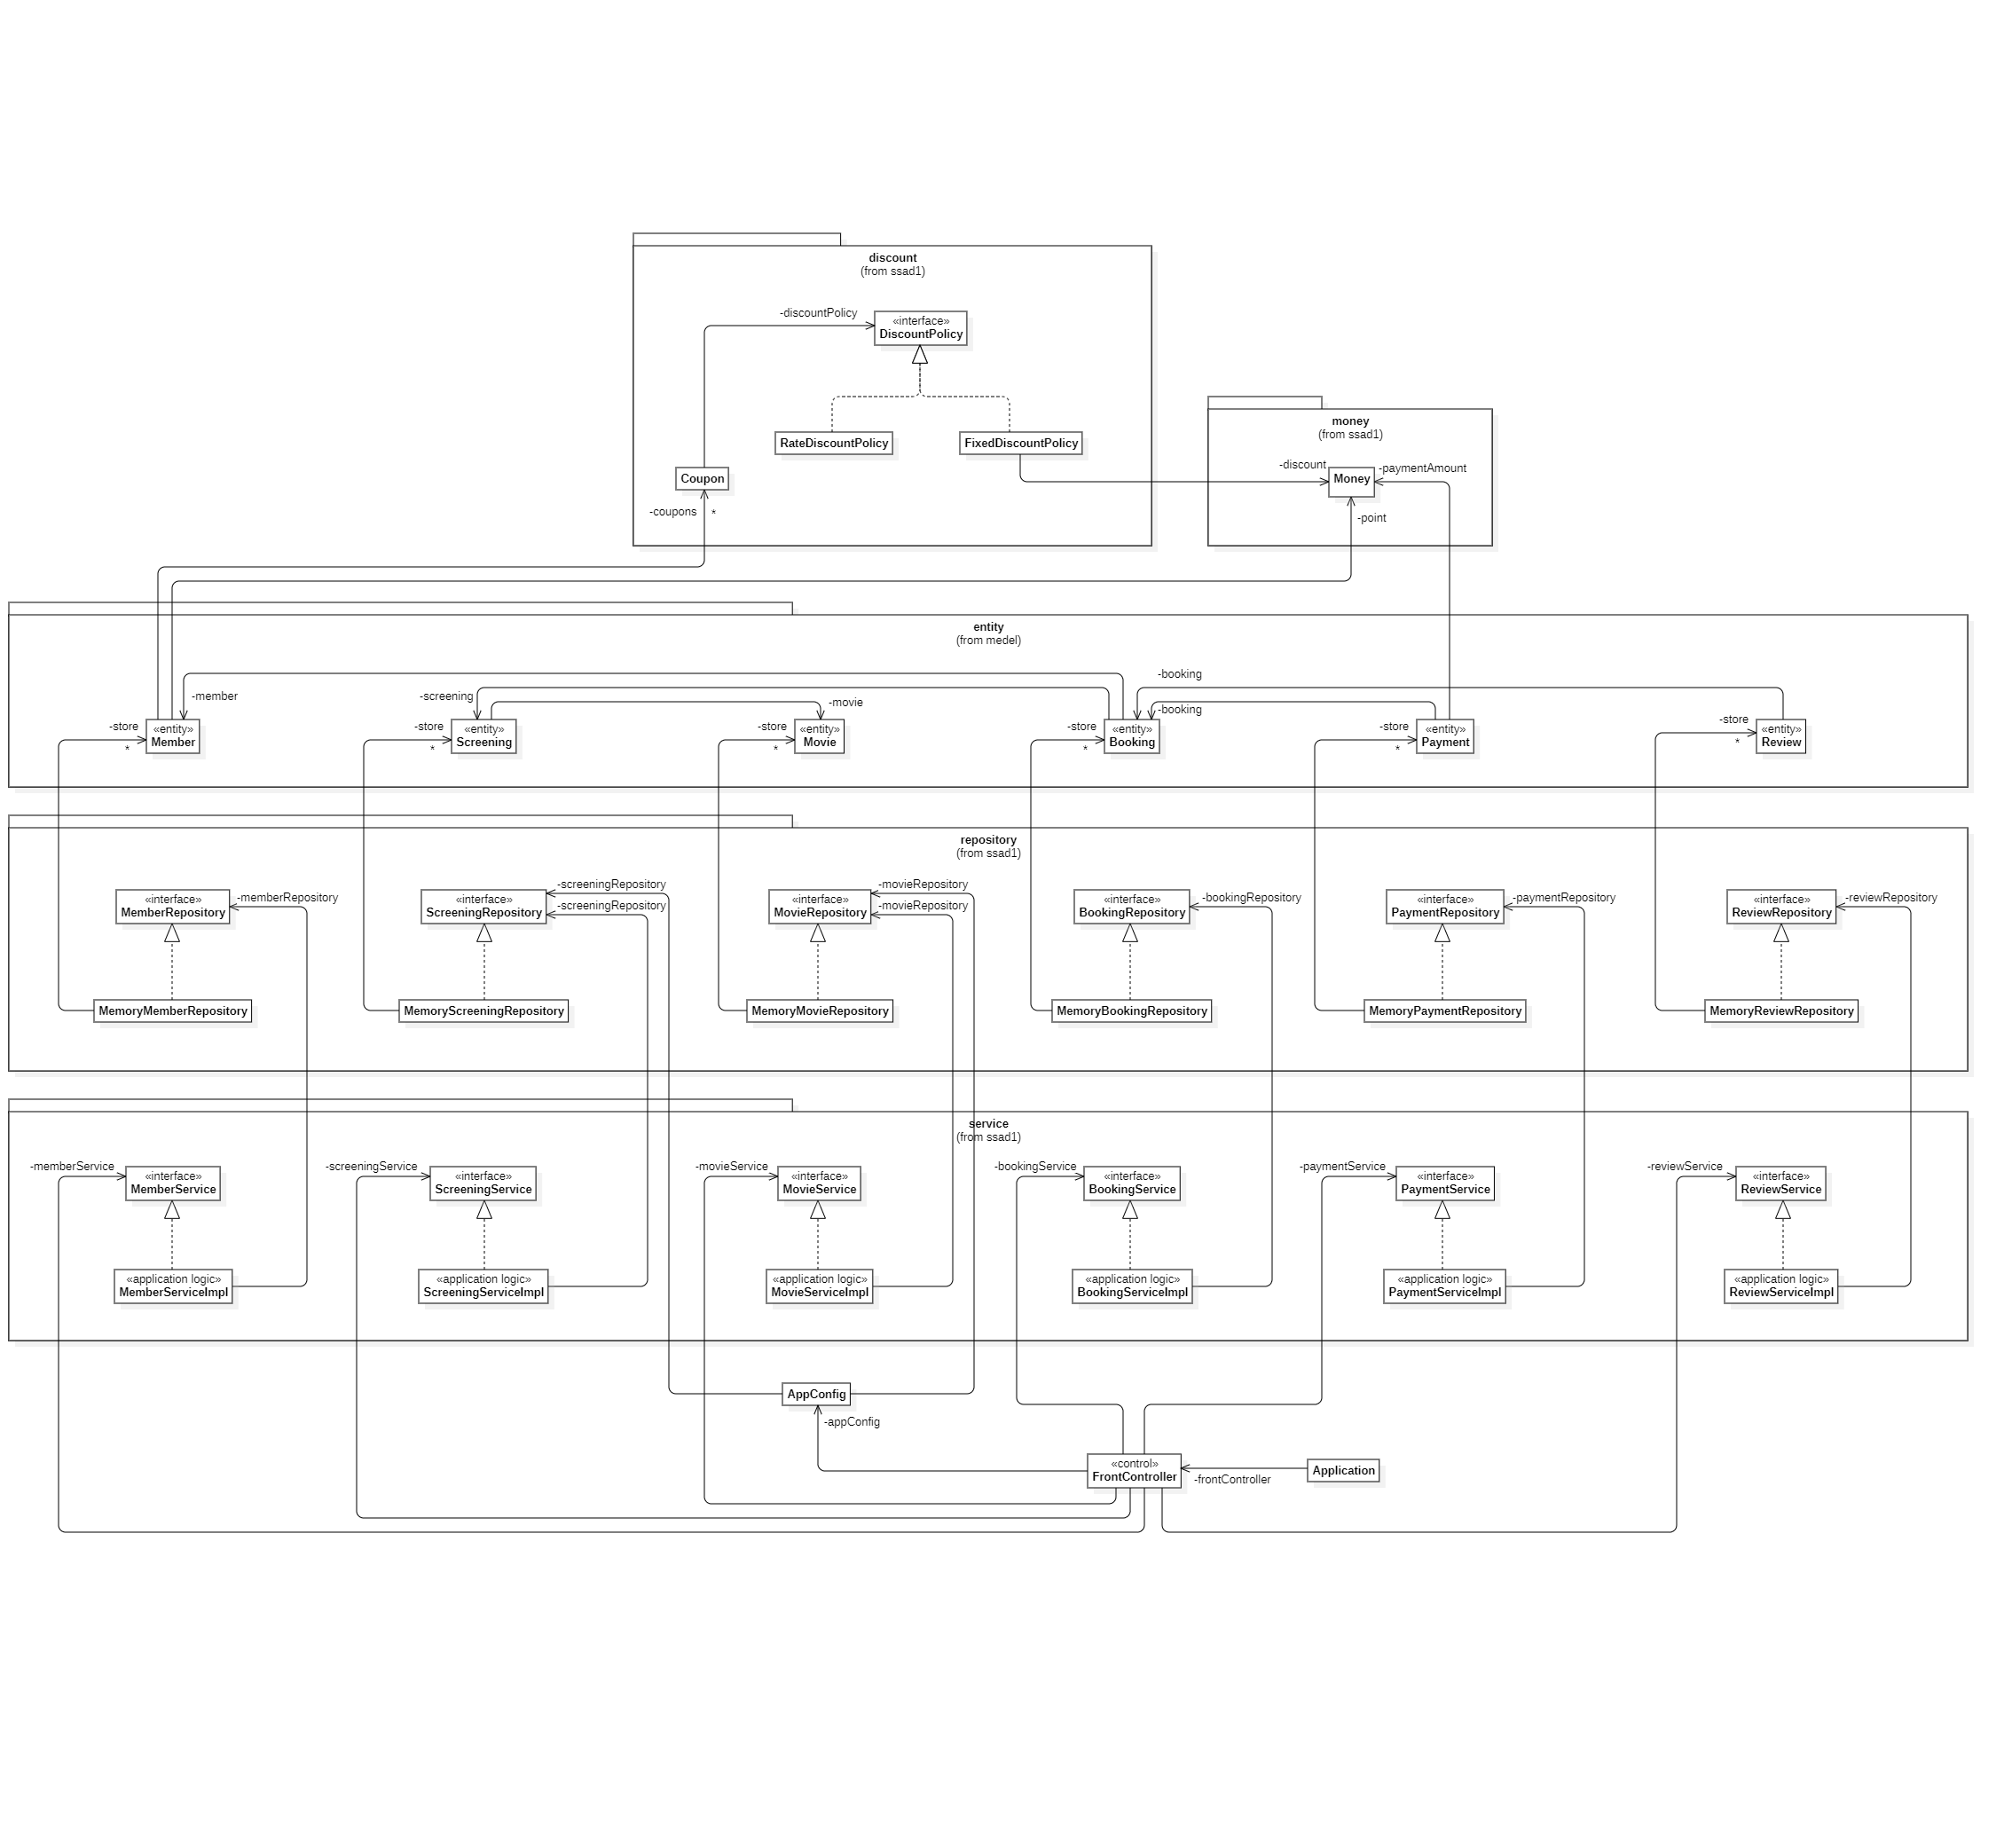 discount
(from ssad1)
-discountPolicy
«interface»
DiscountPolicy
RateDiscountPolicy
FixedDiscountPolicy
Coupon
-coupons
*
money
(from ssad1)
-discount
Money
-paymentAmount
-point
entity
(from medel)
-member
-screening
-movie
-booking
-booking
-store
*
«entity»
Member
-store
*
«entity»
Screening
-store
*
«entity»
Movie
-store
*
«entity»
Booking
-store
*
«entity»
Payment
-store
*
«entity»
Review
repository
(from ssad1)
«interface»
MemberRepository
-memberRepository
«interface»
ScreeningRepository
-screeningRepository
-screeningRepository
«interface»
MovieRepository
-movieRepository
-movieRepository
«interface»
BookingRepository
-bookingRepository
«interface»
PaymentRepository
-paymentRepository
«interface»
ReviewRepository
-reviewRepository
MemoryMemberRepository
MemoryScreeningRepository
MemoryMovieRepository
MemoryBookingRepository
MemoryPaymentRepository
MemoryReviewRepository
service
(from ssad1)
-memberService
«interface»
MemberService
-screeningService
«interface»
ScreeningService
-movieService
«interface»
MovieService
-bookingService
«interface»
BookingService
-paymentService
«interface»
PaymentService
-reviewService
«interface»
ReviewService
«application logic»
MemberServiceImpl
«application logic»
ScreeningServiceImpl
«application logic»
MovieServiceImpl
«application logic»
BookingServiceImpl
«application logic»
PaymentServiceImpl
«application logic»
ReviewServiceImpl
AppConfig
-appConfig
«control»
FrontController
-frontController
Application